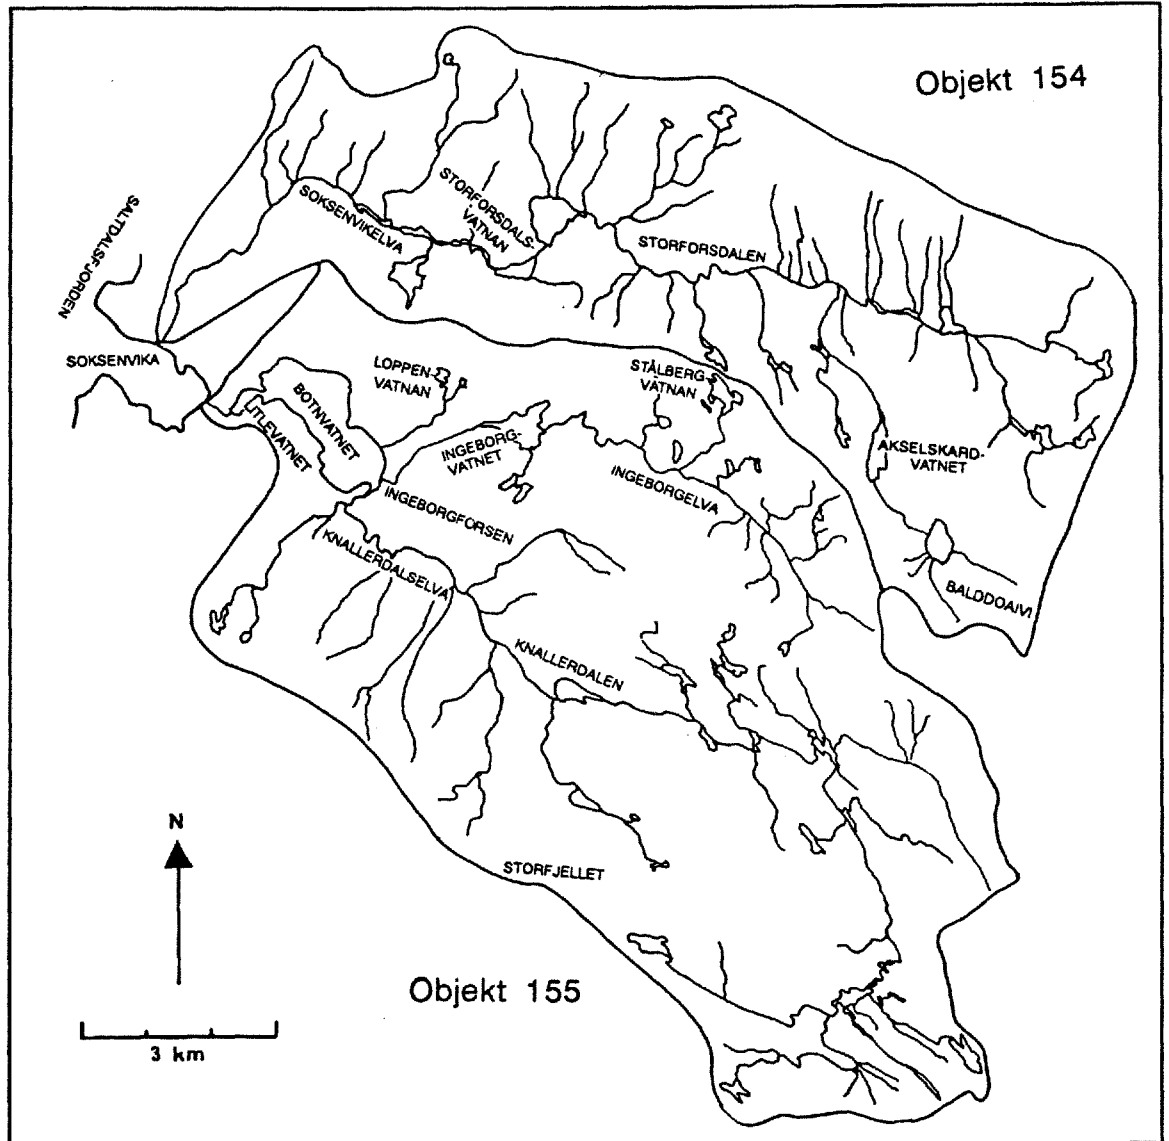 Objekt 154
SALTDALSFJORDEN
SOKSENVIKELVA
STORFORSDALS-
VATNAN
STORFORSDALEN
SOKSENVIKA
LOPPEN-
VATNAN
STÅLBERG-
VATNAN
BOTNVATNET
LITLEVATNET
INGEBORG-
VATNET
AKSELSKARD-
VATNET
INGEBORGELVA
INGEBORGFORSEN
KNALLERDALSELVA
BALDDOAIVI
KNALLERDALEN
N
STORFJELLET
Objekt 155
3 km